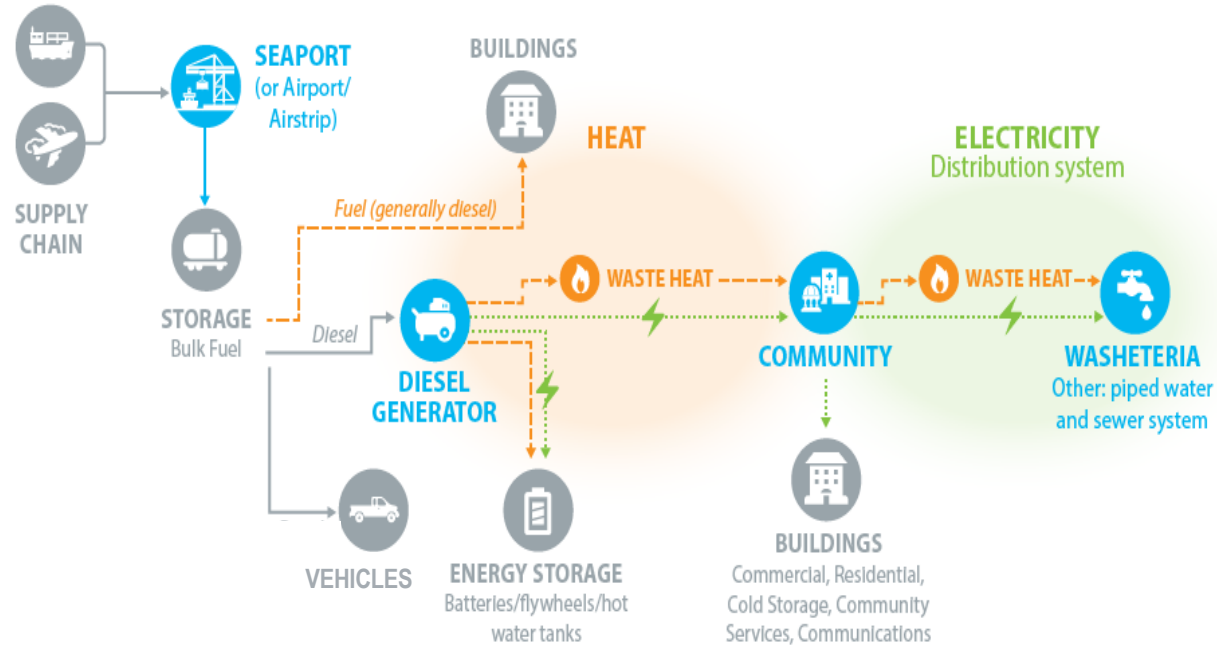 SUPPLY
CHAIN
SEAPORT
(or Airport/
Airstrip)
STORAGE
Bulk Fuel
BUILDINGS
Fuel (generally diesel)
Diesel
HEAT
ELECTRICITY
Distribution system
DIESEL
GENERATOR
WASTE HEAT
COMMUNITY
WASTE HEAT
WASHETERIA
Other: piped water
and sewer system
VEHICLES
ENERGY STORAGE
Batteries/flywheels/hot
water tanks
BUILDINGS
Commercial, Residential,
Cold Storage, Community
Services, Communications